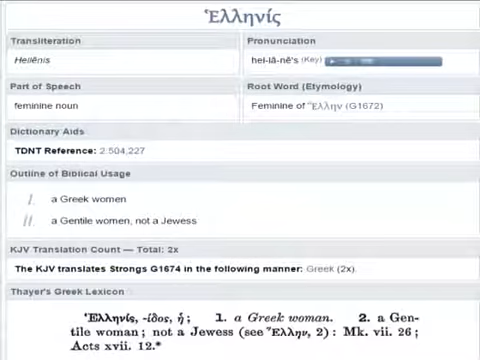 Ἑλληνίς
Transliteration
Pronunciation
Hellēnis
hel-lā-nē's (Key)
Part of Speech
Root Word (Etymology)
feminine noun
Feminine of Ἕλλην (G1672)
Dictionary Aids
TDNT Reference: 2:504,227
Outline of Biblical Usage
I. a Greek women
II. a Gentile women, not a Jewess
KJV Translation Count — Total: 2x
The KJV translates Strongs G1674 in the following manner: Greek (2x).
Thayer's Greek Lexicon
Ἑλληνίς, -ίδος, ἡ; 1. a Greek woman. 2. a Gen-
tile woman; not a Jewess (see Ἕλλην, 2): Mk. vii. 26;
Acts xvii. 12.*